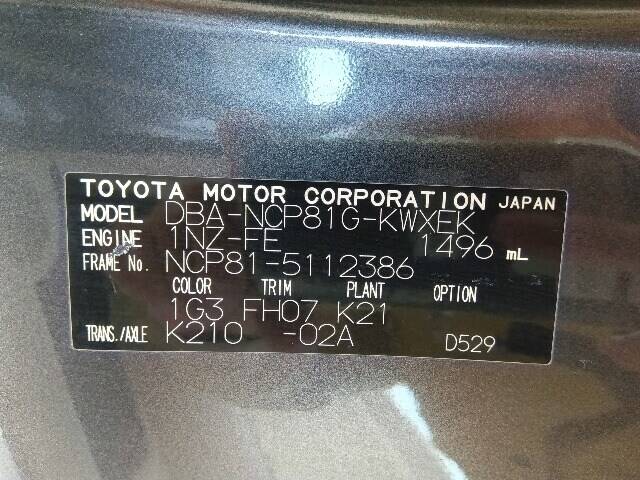 TOYOTA MOTOR CORPORATION JAPAN
MODEL DBA-NCP81G-KWXEK
ENGINE 1NZ-FE 1496 mL
FRAME No. NCP81-5112386
COLOR TRIM PLANT OPTION
1G3 FH07 K21
TRANS./AXLE K210 -02A D529